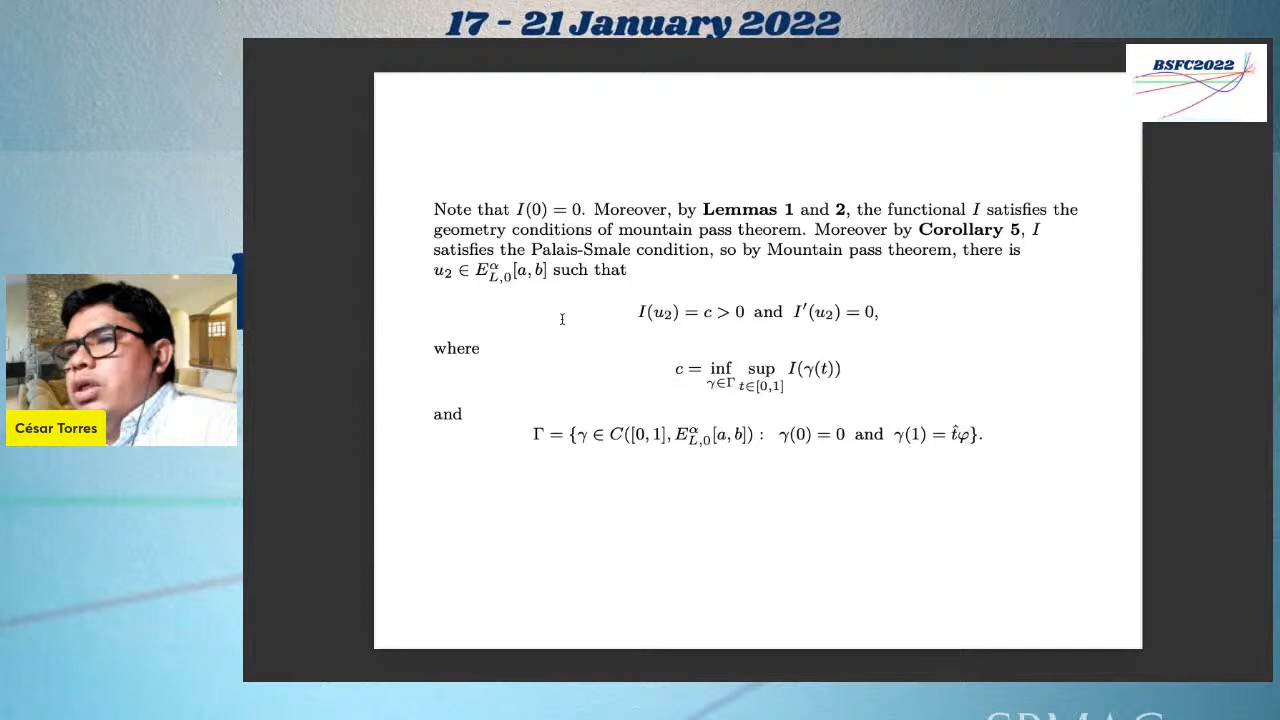 17 - 21 January 2022
BSFC2022
Note that I(0) = 0. Moreover, by Lemmas 1 and 2, the functional I satisfies the
geometry conditions of mountain pass theorem. Moreover by Corollary 5, I
satisfies the Palais-Smale condition, so by Mountain pass theorem, there is
u₂ ∈ E^α_{L,0}[a, b] such that
I(u₂) = c > 0 and I′(u₂) = 0,
where
c = inf_{γ∈Γ} sup_{t∈[0,1]} I(γ(t))
and
Γ = {γ ∈ C([0, 1], E^α_{L,0}[a, b]) : γ(0) = 0 and γ(1) = t̂φ}.
César Torres